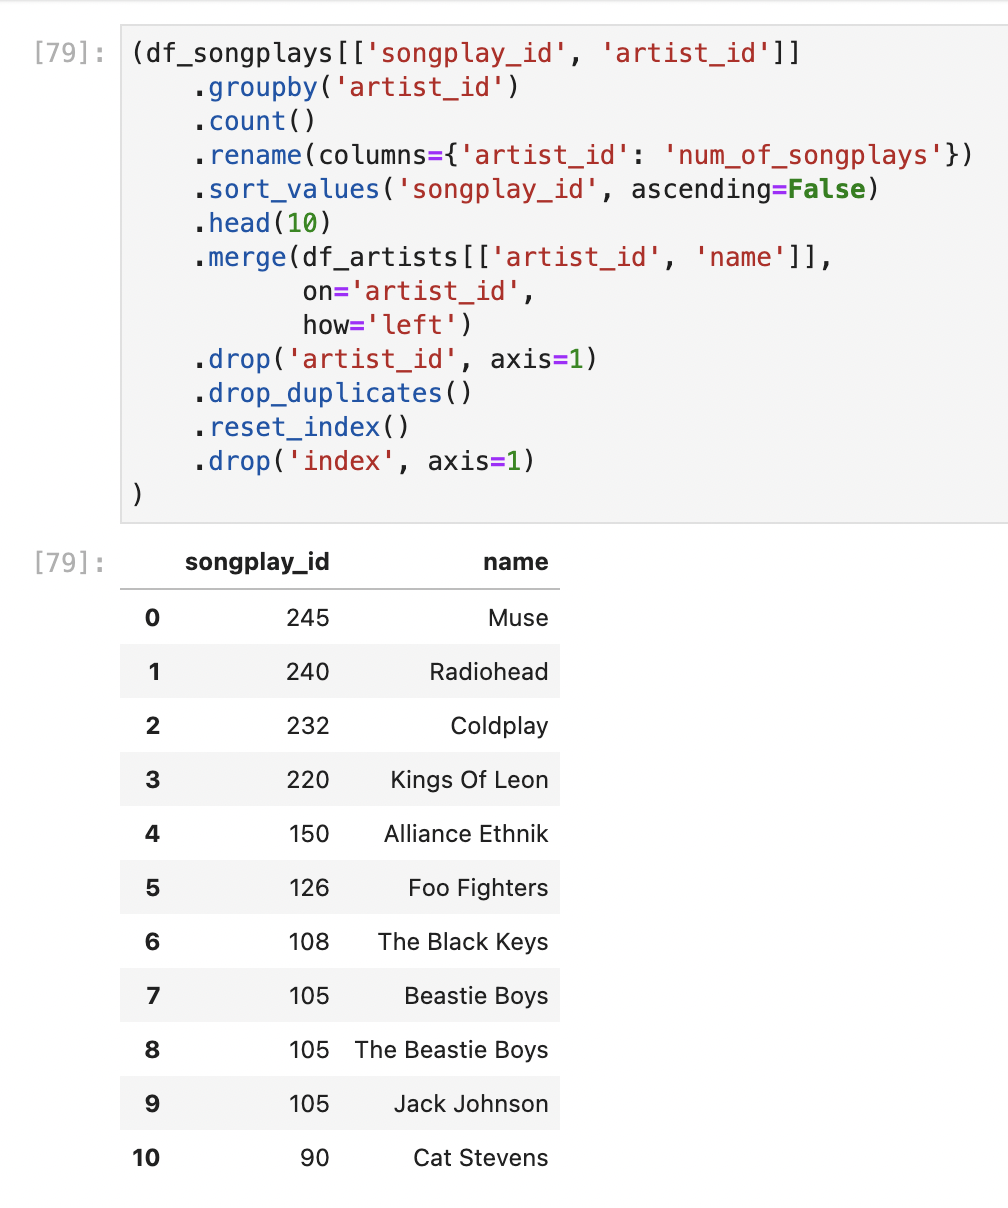 [79]: (df_songplays[['songplay_id', 'artist_id']]
    .groupby('artist_id')
    .count()
    .rename(columns={'artist_id': 'num_of_songplays'})
    .sort_values('songplay_id', ascending=False)
    .head(10)
    .merge(df_artists[['artist_id', 'name']],
           on='artist_id',
           how='left')
    .drop('artist_id', axis=1)
    .drop_duplicates()
    .reset_index()
    .drop('index', axis=1)
)
[79]: songplay_id name
0 245 Muse
1 240 Radiohead
2 232 Coldplay
3 220 Kings Of Leon
4 150 Alliance Ethnik
5 126 Foo Fighters
6 108 The Black Keys
7 105 Beastie Boys
8 105 The Beastie Boys
9 105 Jack Johnson
10 90 Cat Stevens